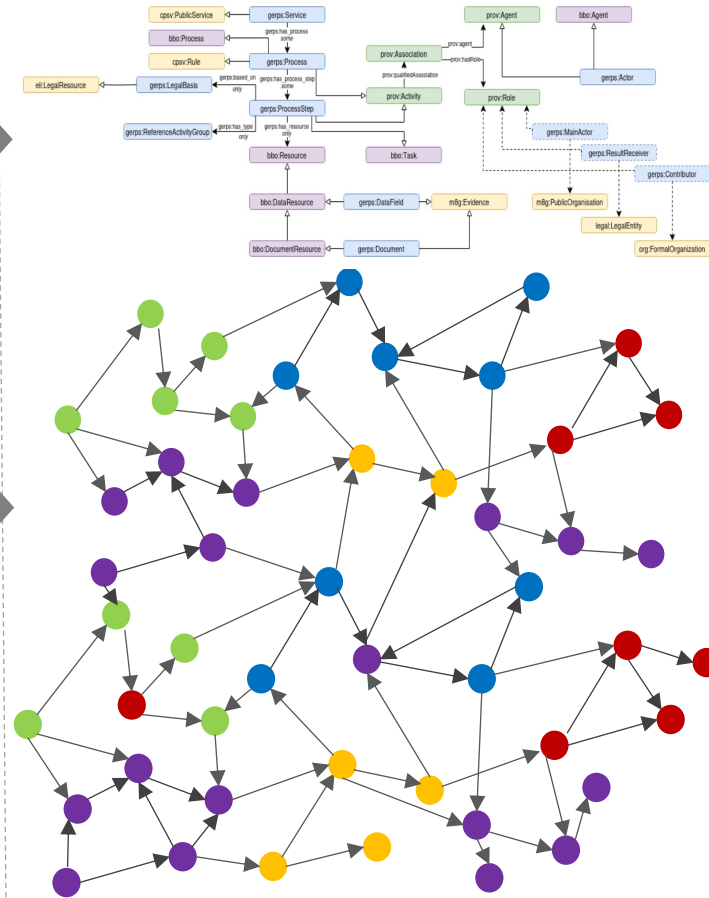 cpsv:PublicService
gerps:Service
prov:Agent
bbo:Agent
gerps:has_process
some
bbo:Process
prov:Association
prov:agent
cpsv:Rule
gerps:Process
prov:hadRole
eli:LegalResource
gerps:LegalBasis
gerps:based_on
only
gerps:has_process_step
some
prov:qualifiedAssociation
gerps:Actor
prov:Activity
prov:Role
gerps:ProcessStep
gerps:ReferenceActivityGroup
gerps:has_type
only
gerps:has_resource
only
gerps:MainActor
bbo:Resource
bbo:Task
gerps:ResultReceiver
gerps:Contributor
bbo:DataResource
gerps:DataField
m8g:Evidence
m8g:PublicOrganisation
legal:LegalEntity
bbo:DocumentResource
gerps:Document
org:FormalOrganization